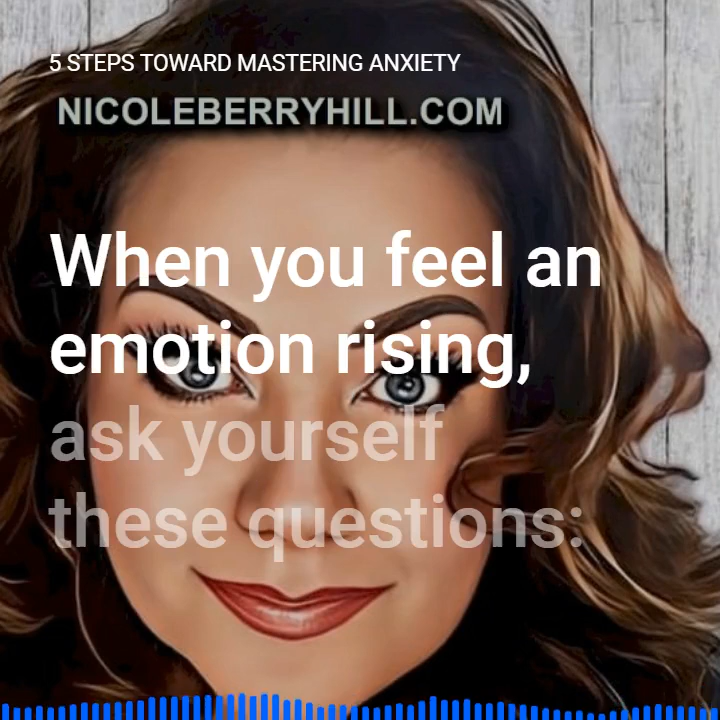 5 STEPS TOWARD MASTERING ANXIETY
NICOLEBERRYHILL.COM
When you feel an
emotion rising,
ask yourself
these questions: